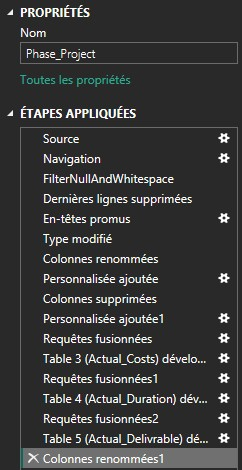 PROPRIÉTÉS
Nom
Phase_Project
Toutes les propriétés
ÉTAPES APPLIQUÉES
Source
Navigation
FilterNullAndWhitespace
Dernières lignes supprimées
En-têtes promus
Type modifié
Colonnes renommées
Personnalisée ajoutée
Colonnes supprimées
Personnalisée ajoutée1
Requêtes fusionnées
Table 3 (Actual_Costs) dévelo...
Requêtes fusionnées1
Table 4 (Actual_Duration) dév...
Requêtes fusionnées2
Table 5 (Actual_Delivrable) dé...
Colonnes renommées1